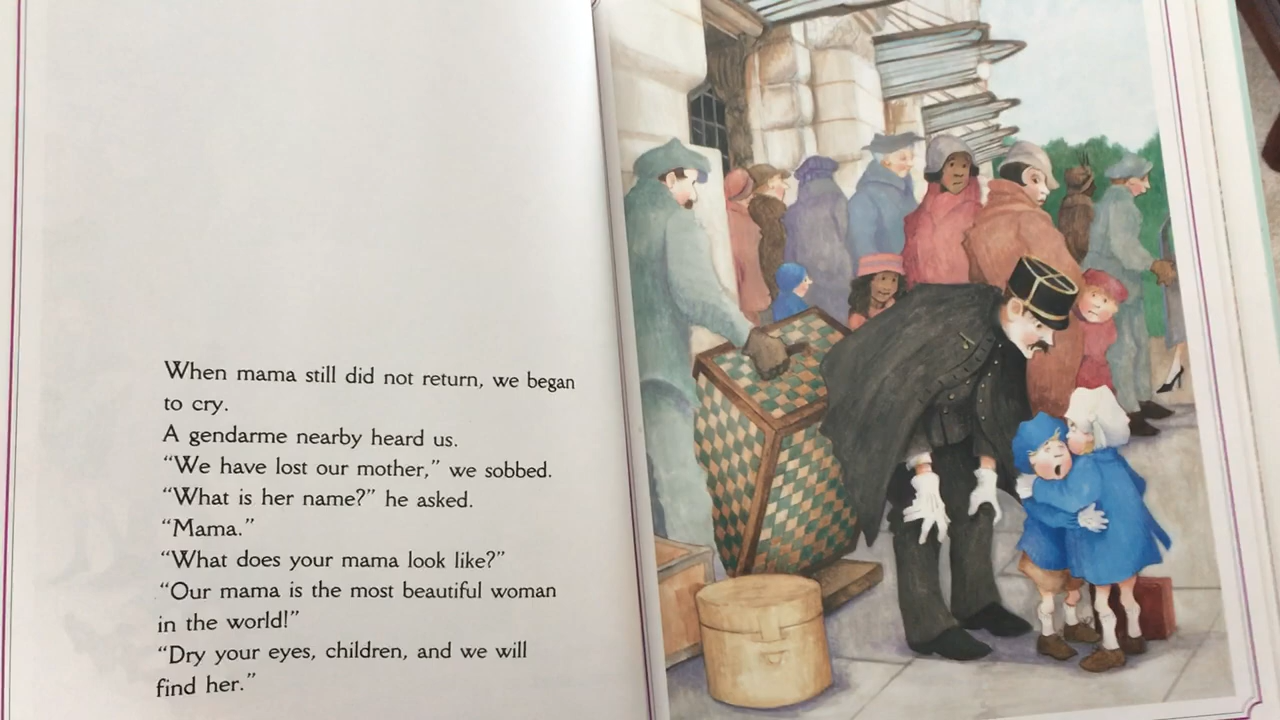 When mama still did not return, we began
to cry.
A gendarme nearby heard us.
“We have lost our mother,” we sobbed.
“What is her name?” he asked.
“Mama.”
“What does your mama look like?”
“Our mama is the most beautiful woman
in the world!”
“Dry your eyes, children, and we will
find her.”